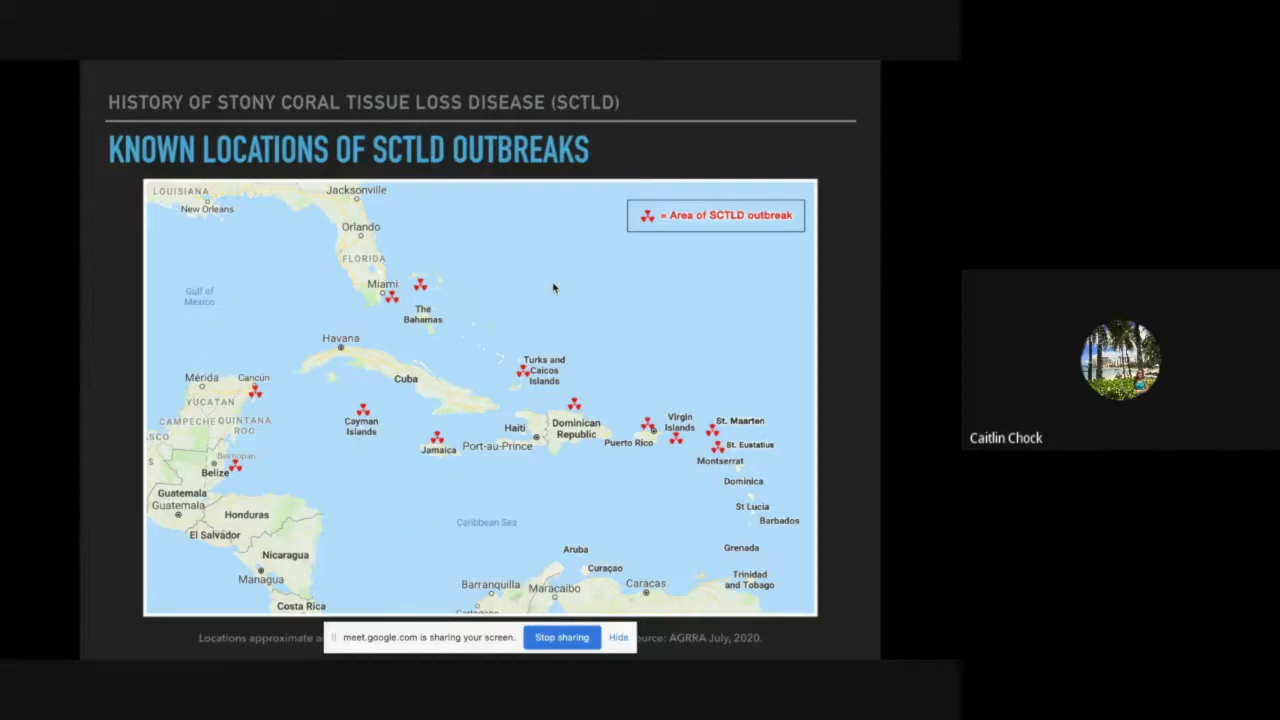 HISTORY OF STONY CORAL TISSUE LOSS DISEASE (SCTLD)
KNOWN LOCATIONS OF SCTLD OUTBREAKS
LOUISIANA
Jacksonville
New Orleans
= Area of SCTLD outbreak
Orlando
FLORIDA
Miami
Gulf of
Mexico
The
Bahamas
Havana
Turks and
Caicos
Islands
Mérida
Cancún
Cuba
YUCATAN
CAMPECHE
QUINTANA
ROO
Cayman
Islands
Haiti
Dominican
Republic
Virgin
Islands
St. Maarten
SCO
Jamaica
Port-au-Prince
Puerto Rico
St. Eustatius
Belmopan
Montserrat
S
Belize
Dominica
Guatemala
Guatemala
St Lucia
Honduras
Caribbean Sea
Barbados
El Salvador
Caitlin Chock
Nicaragua
Aruba
Grenada
Managua
Curaçao
Barranquilla
Maracaibo
Caracas
Trinidad
and Tobago
Costa Rica
Locations approximate
meet.google.com is sharing your screen.
Stop sharing
Hide
ource: AGRRA July, 2020.